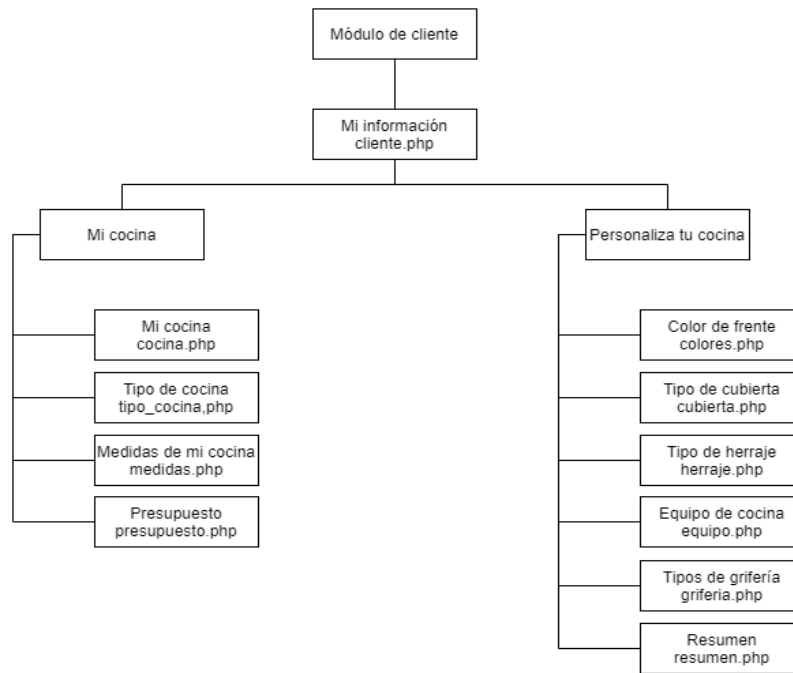 Módulo de cliente
Mi información
cliente.php
Mi cocina
Personaliza tu cocina
Mi cocina
cocina.php
Tipo de cocina
tipo_cocina,php
Medidas de mi cocina
medidas.php
Presupuesto
presupuesto.php
Color de frente
colores.php
Tipo de cubierta
cubierta.php
Tipo de herraje
herraje.php
Equipo de cocina
equipo.php
Tipos de grifería
griferia.php
Resumen
resumen.php